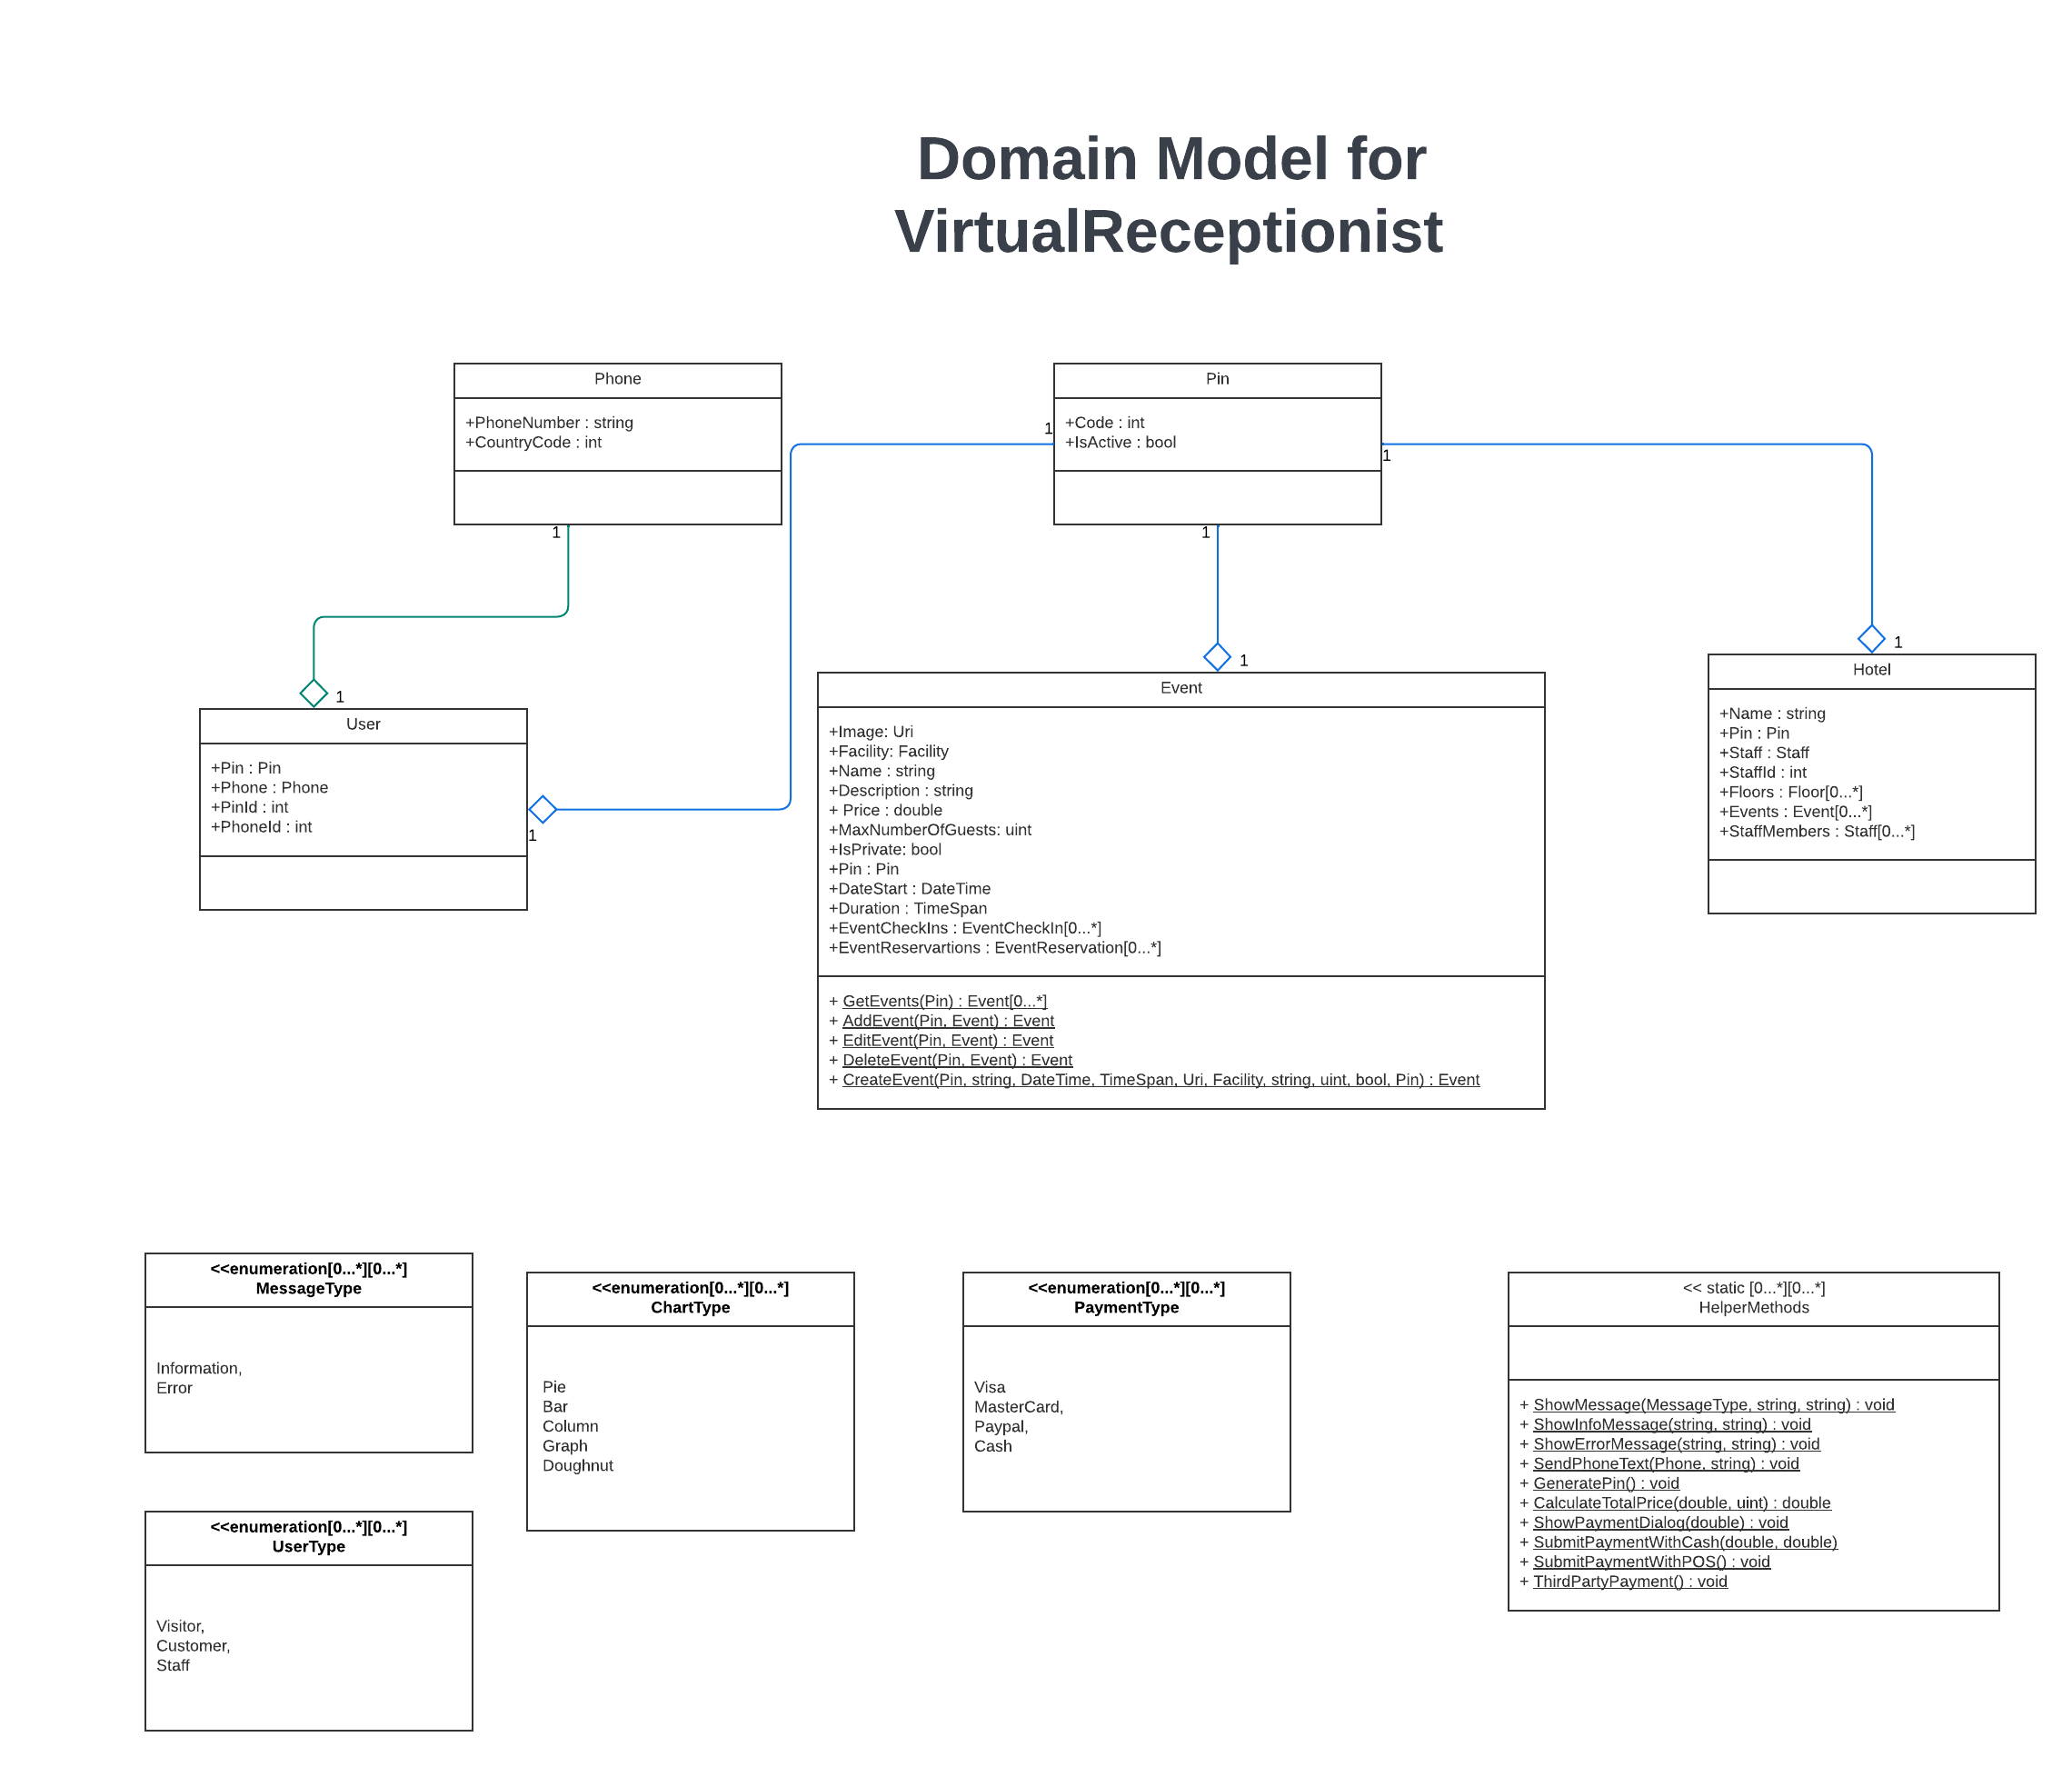 Domain Model for
VirtualReceptionist
Phone
+PhoneNumber : string
+CountryCode : int
1
1
Pin
+Code : int
+IsActive : bool
1
1
1
User
+Pin : Pin
+Phone : Phone
+PinId : int
+PhoneId : int
1
1
Event
+Image: Uri
+Facility: Facility
+Name : string
+Description : string
+ Price : double
+MaxNumberOfGuests: uint
+IsPrivate: bool
+Pin : Pin
+DateStart : DateTime
+Duration : TimeSpan
+EventCheckIns : EventCheckIn[0...*]
+EventReservartions : EventReservation[0...*]
+ GetEvents(Pin) : Event[0...*]
+ AddEvent(Pin, Event) : Event
+ EditEvent(Pin, Event) : Event
+ DeleteEvent(Pin, Event) : Event
+ CreateEvent(Pin, string, DateTime, TimeSpan, Uri, Facility, string, uint, bool, Pin) : Event
1
Hotel
+Name : string
+Pin : Pin
+Staff : Staff
+StaffId : int
+Floors : Floor[0...*]
+Events : Event[0...*]
+StaffMembers : Staff[0...*]
<<enumeration[0...*][0...*]
MessageType
Information,
Error
<<enumeration[0...*][0...*]
ChartType
Pie
Bar
Column
Graph
Doughnut
<<enumeration[0...*][0...*]
PaymentType
Visa
MasterCard,
Paypal,
Cash
<< static [0...*][0...*]
HelperMethods
+ ShowMessage(MessageType, string, string) : void
+ ShowInfoMessage(string, string) : void
+ ShowErrorMessage(string, string) : void
+ SendPhoneText(Phone, string) : void
+ GeneratePin() : void
+ CalculateTotalPrice(double, uint) : double
+ ShowPaymentDialog(double) : void
+ SubmitPaymentWithCash(double, double)
+ SubmitPaymentWithPOS() : void
+ ThirdPartyPayment() : void
<<enumeration[0...*][0...*]
UserType
Visitor,
Customer,
Staff